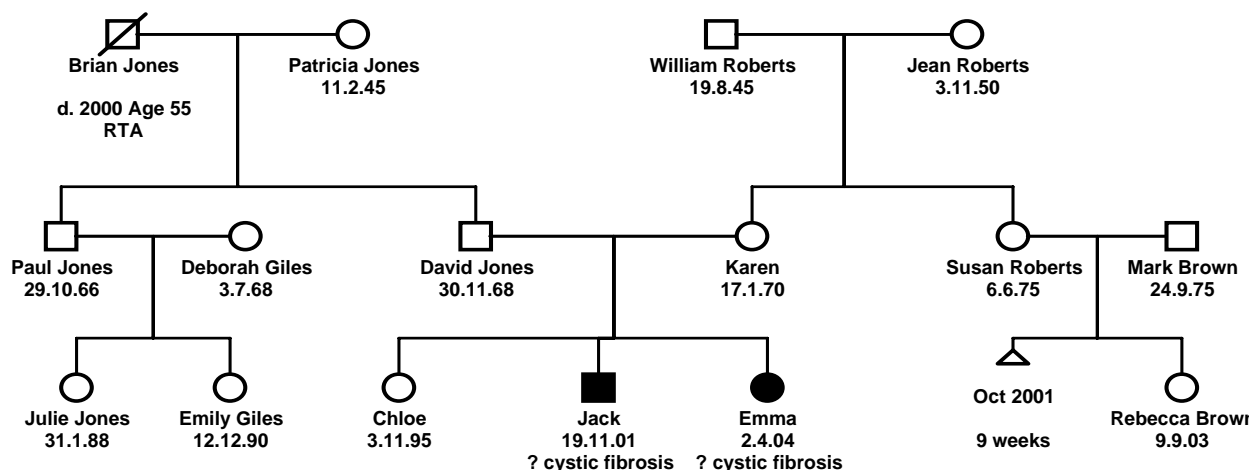 Brian Jones
Patricia Jones
William Roberts
Jean Roberts
11.2.45
19.8.45
3.11.50
d. 2000 Age 55
RTA
Paul Jones
Deborah Giles
David Jones
Karen
Susan Roberts
Mark Brown
29.10.66
3.7.68
30.11.68
17.1.70
6.6.75
24.9.75
Oct 2001
Julie Jones
Emily Giles
Chloe
Jack
Emma
Rebecca Brown
31.1.88
12.12.90
3.11.95
19.11.01
2.4.04
9 weeks
9.9.03
? cystic fibrosis
? cystic fibrosis